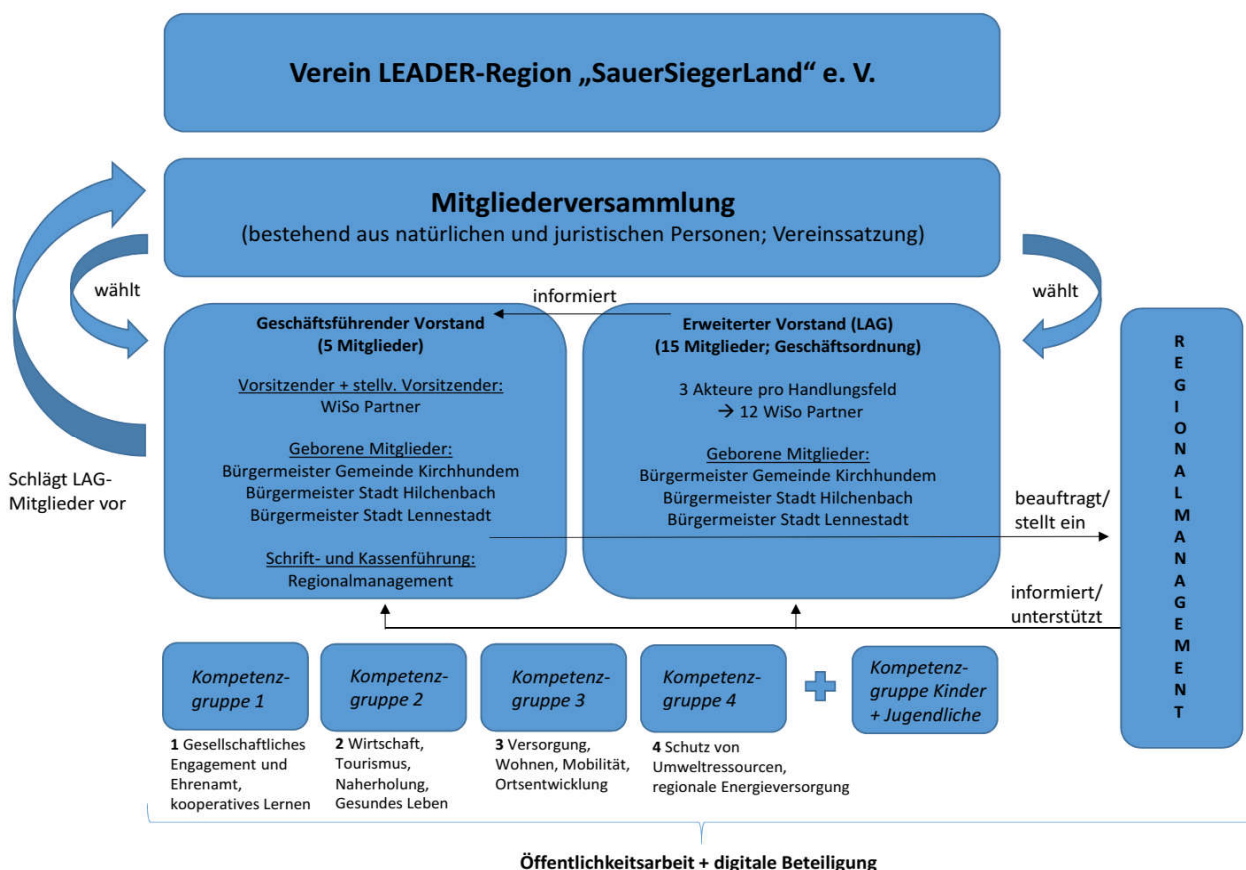 Verein LEADER-Region „SauerSiegerLand“ e. V.
Mitgliederversammlung
(bestehend aus natürlichen und juristischen Personen; Vereinssatzung)
wählt
informiert
wählt
Geschäftsführender Vorstand
(5 Mitglieder)
Vorsitzender + stellv. Vorsitzender:
WiSo Partner
Geborene Mitglieder:
Bürgermeister Gemeinde Kirchhundem
Bürgermeister Stadt Hilchenbach
Bürgermeister Stadt Lennestadt
Schrift- und Kassenführung:
Regionalmanagement
Erweiterter Vorstand (LAG)
(15 Mitglieder; Geschäftsordnung)
3 Akteure pro Handlungsfeld
→ 12 WiSo Partner
Geborene Mitglieder:
Bürgermeister Gemeinde Kirchhundem
Bürgermeister Stadt Hilchenbach
Bürgermeister Stadt Lennestadt
Schlägt LAG-
Mitglieder vor
beauftragt/
stellt ein
informiert/
unterstützt
REGIONALMANAGEMENT
Kompetenz-
gruppe 1
Kompetenz-
gruppe 2
Kompetenz-
gruppe 3
Kompetenz-
gruppe 4
Kompetenz-
gruppe Kinder
+ Jugendliche
1 Gesellschaftliches
Engagement und
Ehrenamt,
kooperatives Lernen
2 Wirtschaft,
Tourismus,
Naherholung,
Gesundes Leben
3 Versorgung,
Wohnen, Mobilität,
Ortsentwicklung
4 Schutz von
Umweltressourcen,
regionale Energieversorgung
Öffentlichkeitsarbeit + digitale Beteiligung